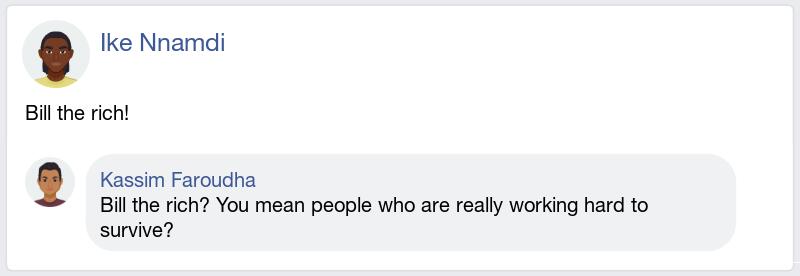 Ike Nnamdi
Bill the rich!
Kassim Faroudha
Bill the rich? You mean people who are really working hard to
survive?